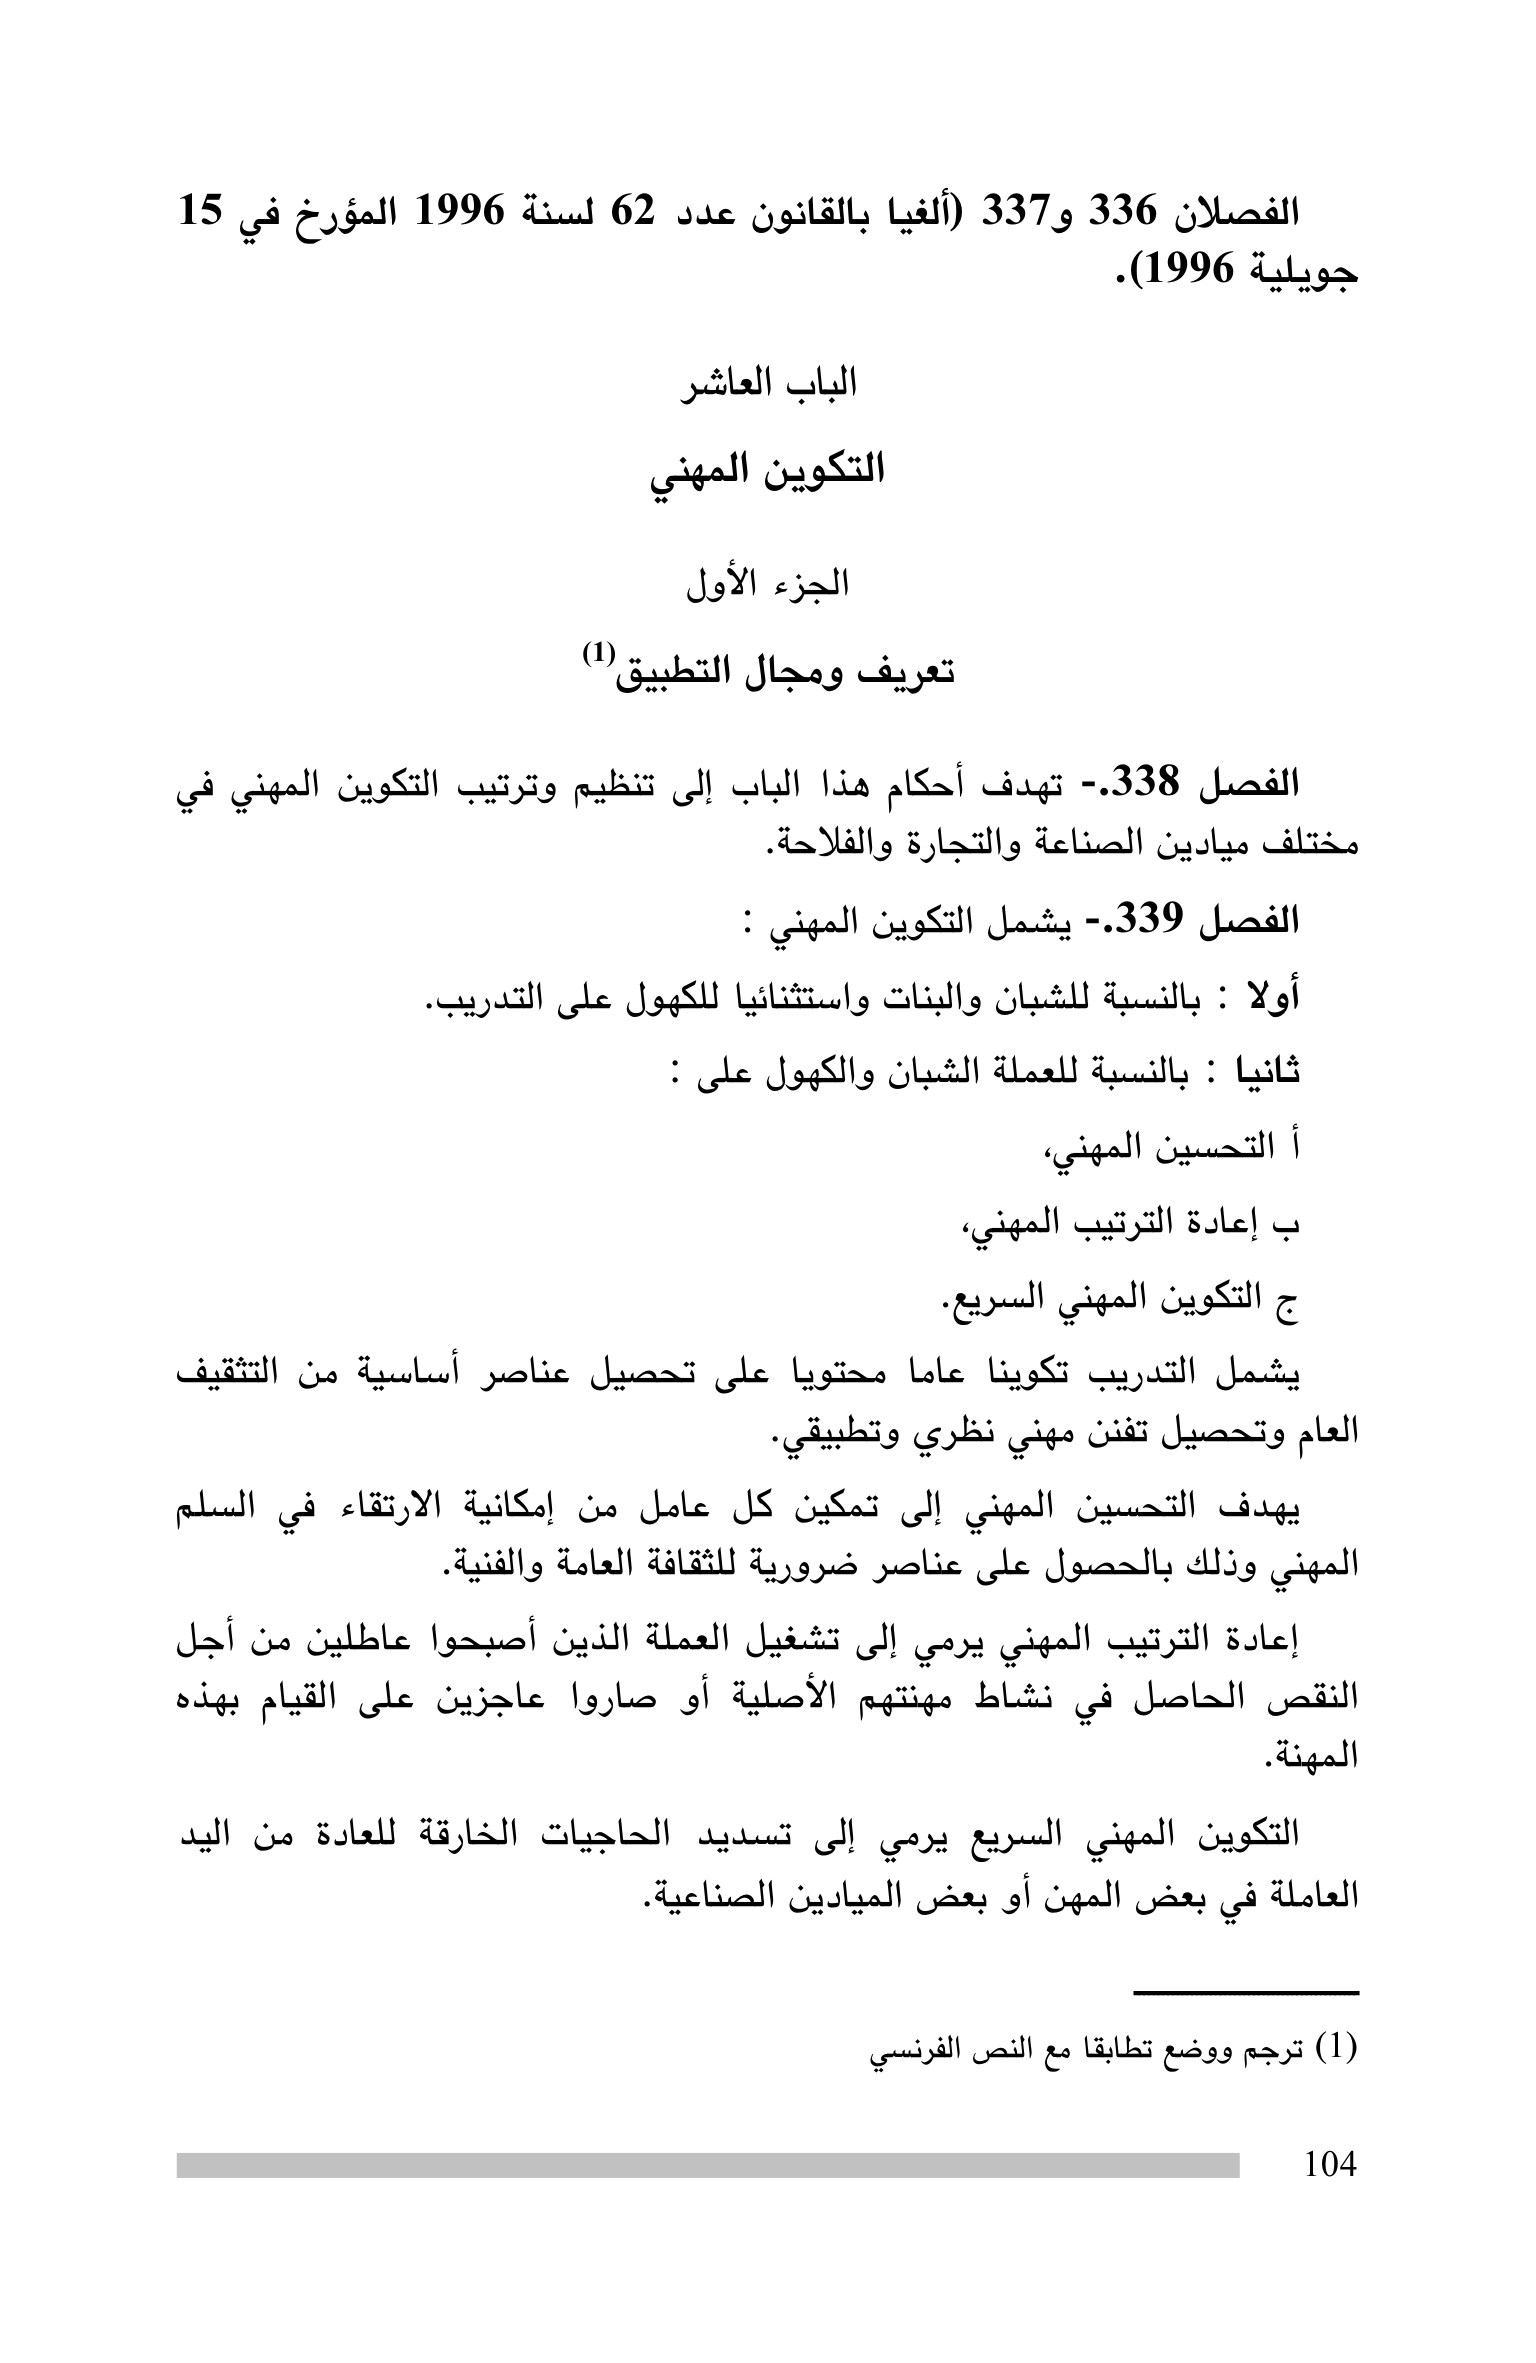 الفصلان 336 و337 (ألغيا بالقانون عدد 62 لسنة 1996 المؤرخ في 15
جويلية 1996).
الباب العاشر
التكوين المهني
الجزء الأول
تعريف ومجال التطبيق(1)
الفصل 338.- تهدف أحكام هذا الباب إلى تنظيم وترتيب التكوين المهني في
مختلف ميادين الصناعة والتجارة والفلاحة.
الفصل 339.- يشمل التكوين المهني :
أولا : بالنسبة للشبان والبنات واستثنائيا للكهول على التدريب.
ثانيا : بالنسبة للعملة الشبان والكهول على :
أ التحسين المهني،
ب إعادة الترتيب المهني،
ج التكوين المهني السريع.
يشمل التدريب تكوينا عاما محتويا على تحصيل عناصر أساسية من التثقيف
العام وتحصيل تفنن مهني نظري وتطبيقي.
يهدف التحسين المهني إلى تمكين كل عامل من إمكانية الارتقاء في السلم
المهني وذلك بالحصول على عناصر ضرورية للثقافة العامة والفنية.
إعادة الترتيب المهني يرمي إلى تشغيل العملة الذين أصبحوا عاطلين من أجل
النقص الحاصل في نشاط مهنتهم الأصلية أو صاروا عاجزين على القيام بهذه
المهنة.
التكوين المهني السريع يرمي إلى تسديد الحاجيات الخارقة للعادة من اليد
العاملة في بعض المهن أو بعض الميادين الصناعية.
(1) ترجم ووضع تطابقا مع النص الفرنسي
104